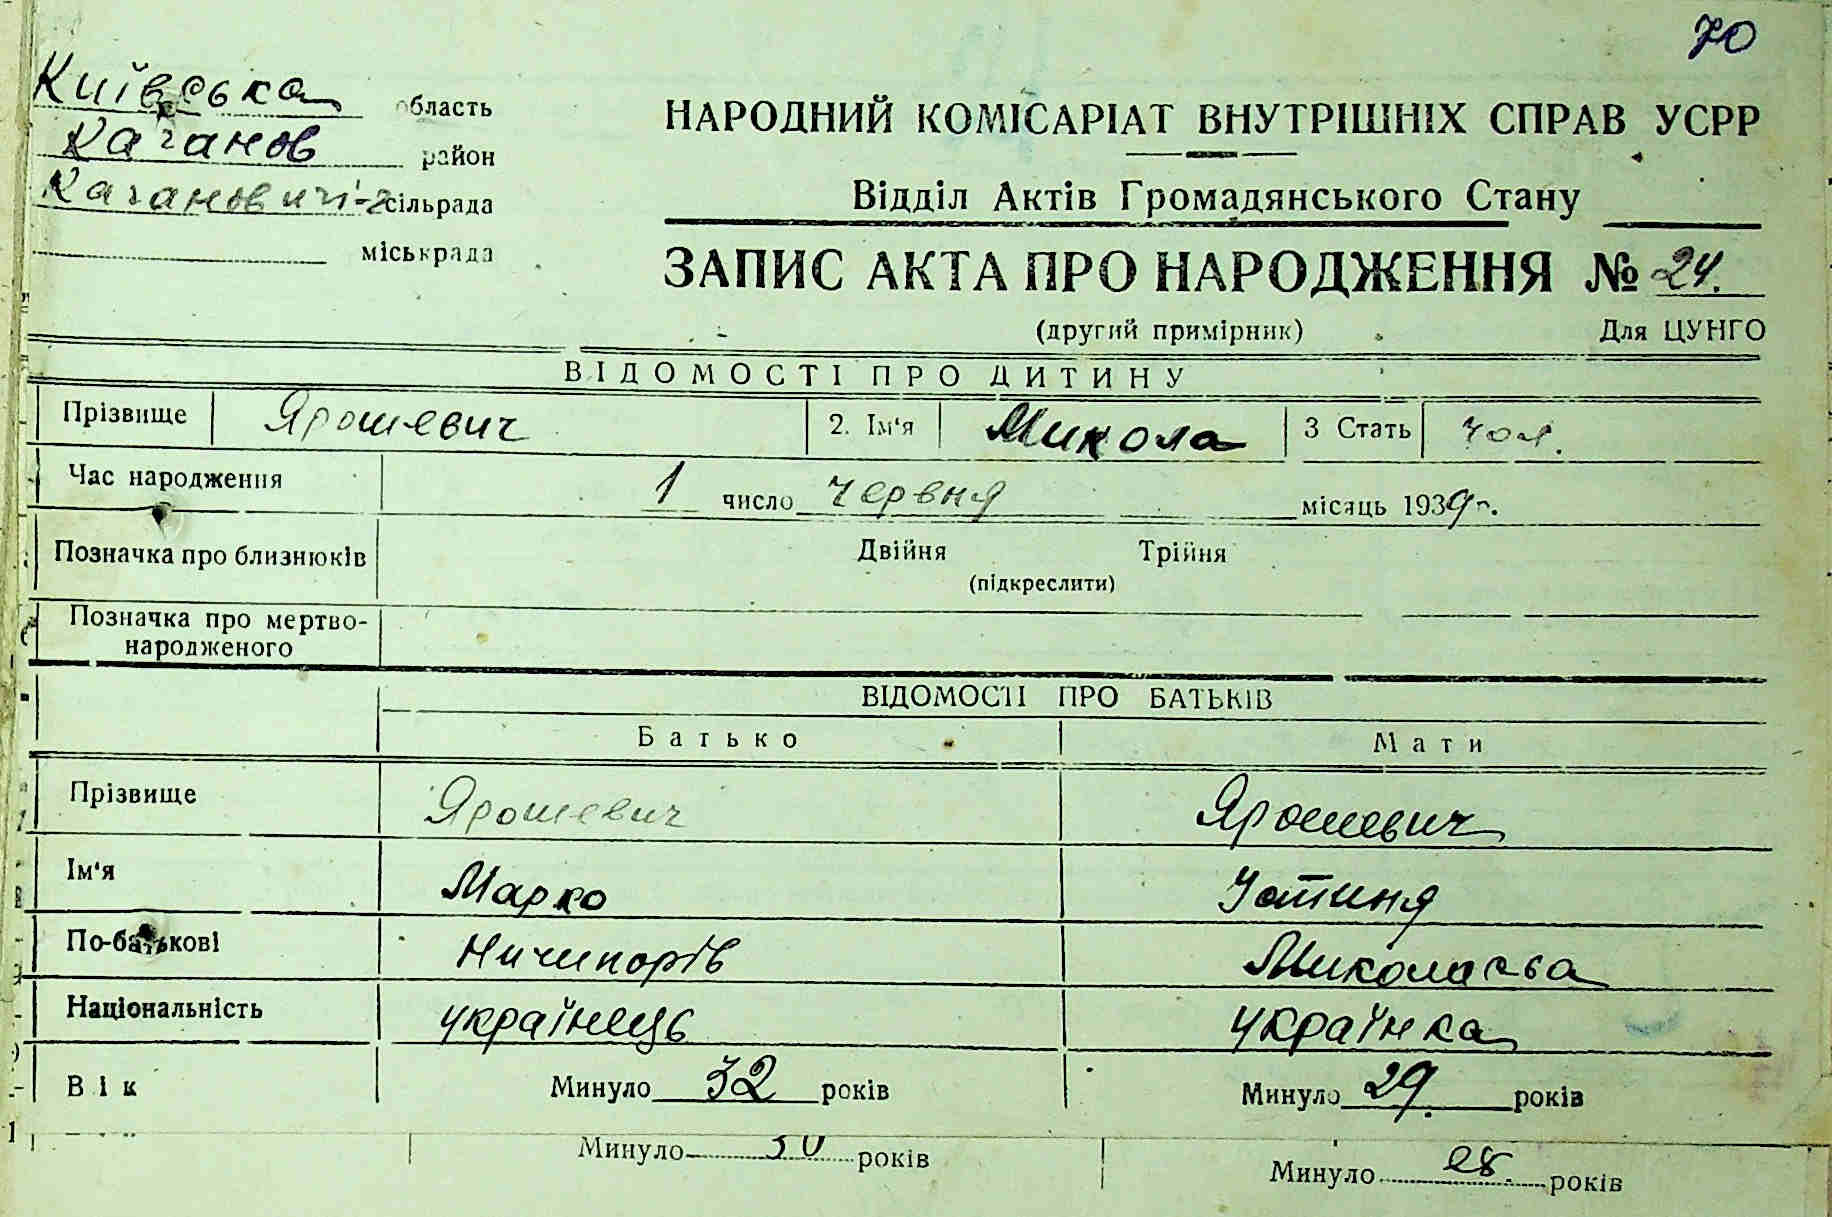 70
Київська область
Каганов район
Кагановичі-2 сільрада
міськрада
НАРОДНИЙ КОМІСАРІАТ ВНУТРІШНІХ СПРАВ УСРР
Відділ Актів Громадянського Стану
ЗАПИС АКТА ПРО НАРОДЖЕННЯ № 24.
(другий примірник) Для ЦУНГО
ВІДОМОСТІ ПРО ДИТИНУ
Прізвище Ярошевич 2. Ім'я Микола 3 Стать чол.
Час народження 1 число червня місяць 1939 р.
Позначка про близнюків Двійня Трійня
(підкреслити)
Позначка про мертво-
народженого
ВІДОМОСТІ ПРО БАТЬКІВ
Батько Мати
Прізвище Ярошевич Ярошевич
Ім'я Марко Устиня
По-батькові Ничипорів Миколаєва
Національність українець українка
Вік Минуло 32 років Минуло 29. років
Минуло 30 років Минуло 28. років